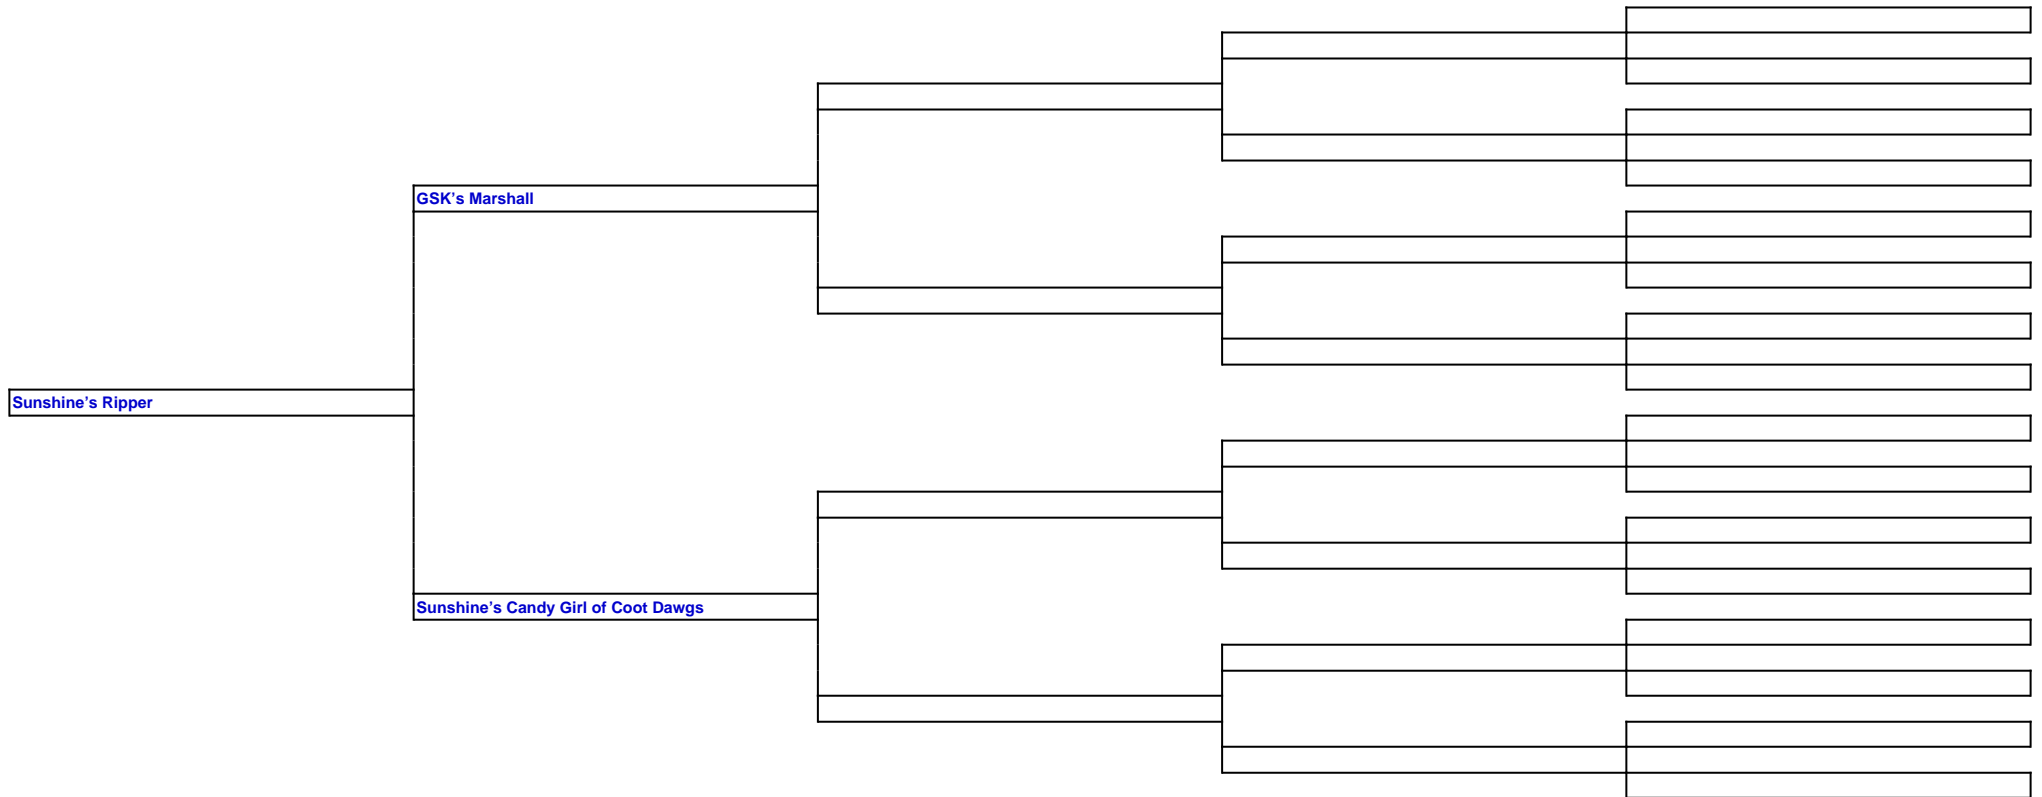 GSK’s Marshall
Sunshine’s Ripper
Sunshine’s Candy Girl of Coot Dawgs